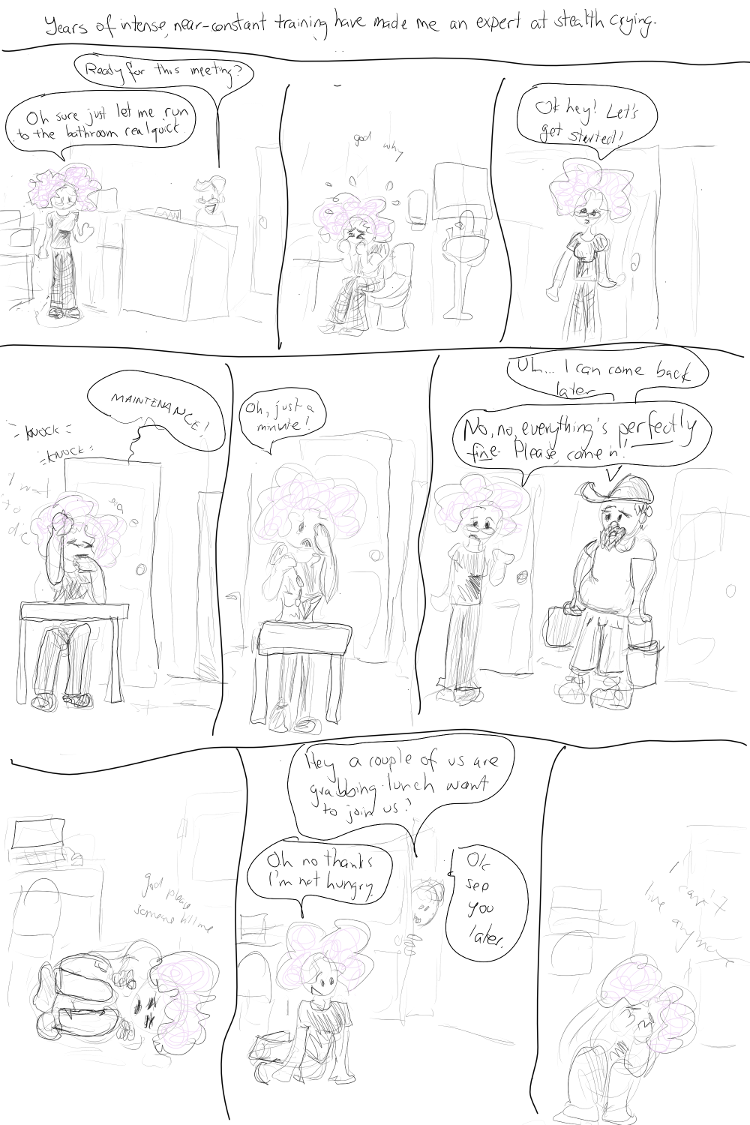 Years of intense, near-constant training have made me an expert at stealth crying.
Ready for this meeting?
Oh sure just let me run
to the bathroom real quick
god why
Ok hey! Let's
get started!
MAINTENANCE!
KNOCK
KNOCK
I want
to
Oh, just a
minute!
Uh... I can come back
later
No, no, everything's perfectly
fine. Please, come in!
god please
someone kill me
Hey a couple of us are
grabbing lunch want
to join us?
Oh no thanks
I'm not hungry
Ok
see
you
later.
I can't
live anymore